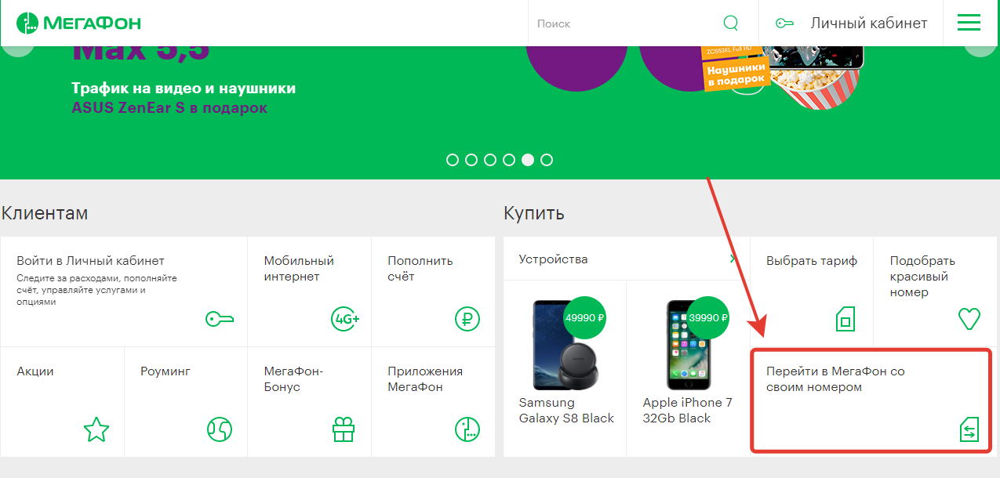 МЕГАФОН
Поиск
Личный кабинет
Max 5,5
Трафик на видео и наушники
ASUS ZenEar S в подарок
ZC553KL Full HD
Наушники
в подарок
Клиентам
Войти в Личный кабинет
Следите за расходами, пополняйте
счёт, управляйте услугами и
опциями
Мобильный
интернет
4G+
Пополнить
счёт
₽
Акции
Роуминг
МегаФон-
Бонус
Приложения
МегаФон
Купить
Устройства
49990 ₽
Samsung
Galaxy S8 Black
39990 ₽
Apple iPhone 7
32Gb Black
Выбрать тариф
Подобрать
красивый
номер
Перейти в МегаФон со
своим номером